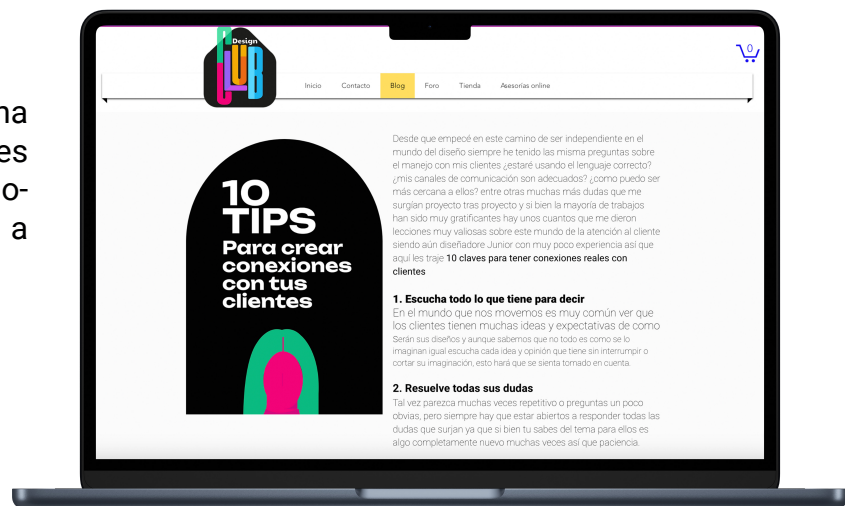 na
es
o-
a
Design
CLUB
0
Inicio Contacto Blog Foro Tienda Asesorías online
10
TIPS
Para crear
conexiones
con tus
clientes
Desde que empecé en este camino de ser independiente en el
mundo del diseño siempre he tenido las misma preguntas sobre
el manejo con mis clientes ¿estaré usando el lenguaje correcto?
¿mis canales de comunicación son adecuados? ¿como puedo ser
más cercana a ellos? entre otras muchas más dudas que me
surgían proyecto tras proyecto y si bien la mayoría de trabajos
han sido muy gratificantes hay unos cuantos que me dieron
lecciones muy valiosas sobre este mundo de la atención al cliente
siendo aún diseñadore Junior con muy poco experiencia así que
aquí les traje 10 claves para tener conexiones reales con
clientes
1. Escucha todo lo que tiene para decir
En el mundo que nos movemos es muy común ver que
los clientes tienen muchas ideas y expectativas de como
Serán sus diseños y aunque sabemos que no todo es como se lo
imaginan igual escucha cada idea y opinión que tiene sin interrumpir o
cortar su imaginación, esto hará que se sienta tomado en cuenta.
2. Resuelve todas sus dudas
Tal vez parezca muchas veces repetitivo o preguntas un poco
obvias, pero siempre hay que estar abiertos a responder todas las
dudas que surjan ya que si bien tu sabes del tema para ellos es
algo completamente nuevo muchas veces así que paciencia.